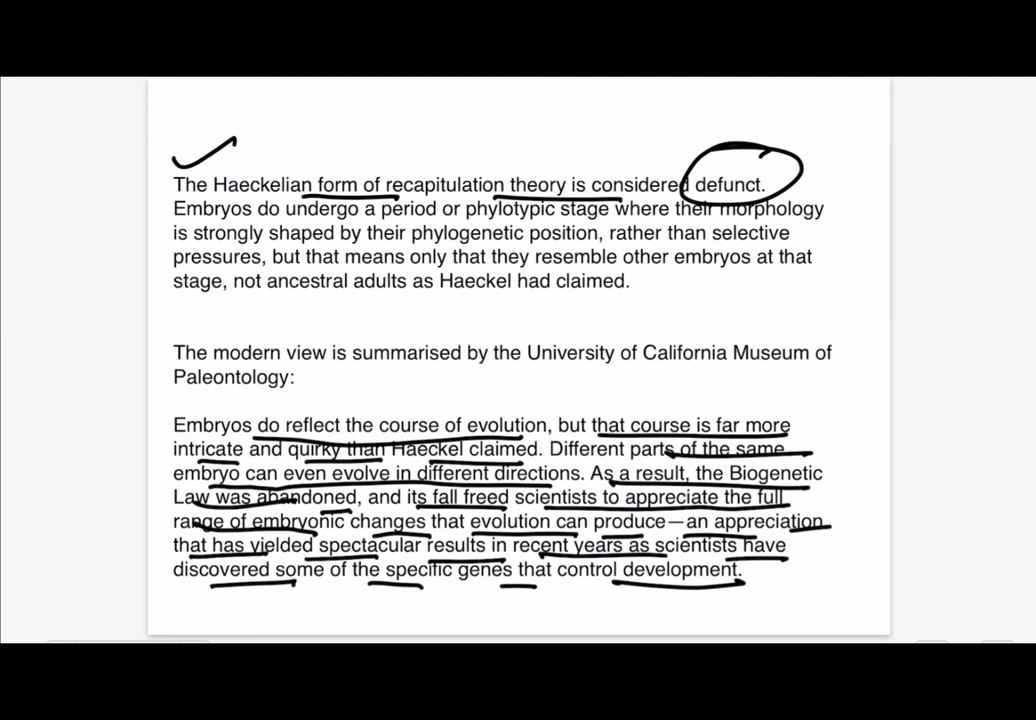 The Haeckelian form of recapitulation theory is considered defunct.
Embryos do undergo a period or phylotypic stage where their morphology
is strongly shaped by their phylogenetic position, rather than selective
pressures, but that means only that they resemble other embryos at that
stage, not ancestral adults as Haeckel had claimed.
The modern view is summarised by the University of California Museum of
Paleontology:
Embryos do reflect the course of evolution, but that course is far more
intricate and quirky than Haeckel claimed. Different parts of the same
embryo can even evolve in different directions. As a result, the Biogenetic
Law was abandoned, and its fall freed scientists to appreciate the full
range of embryonic changes that evolution can produce—an appreciation
that has yielded spectacular results in recent years as scientists have
discovered some of the specific genes that control development.